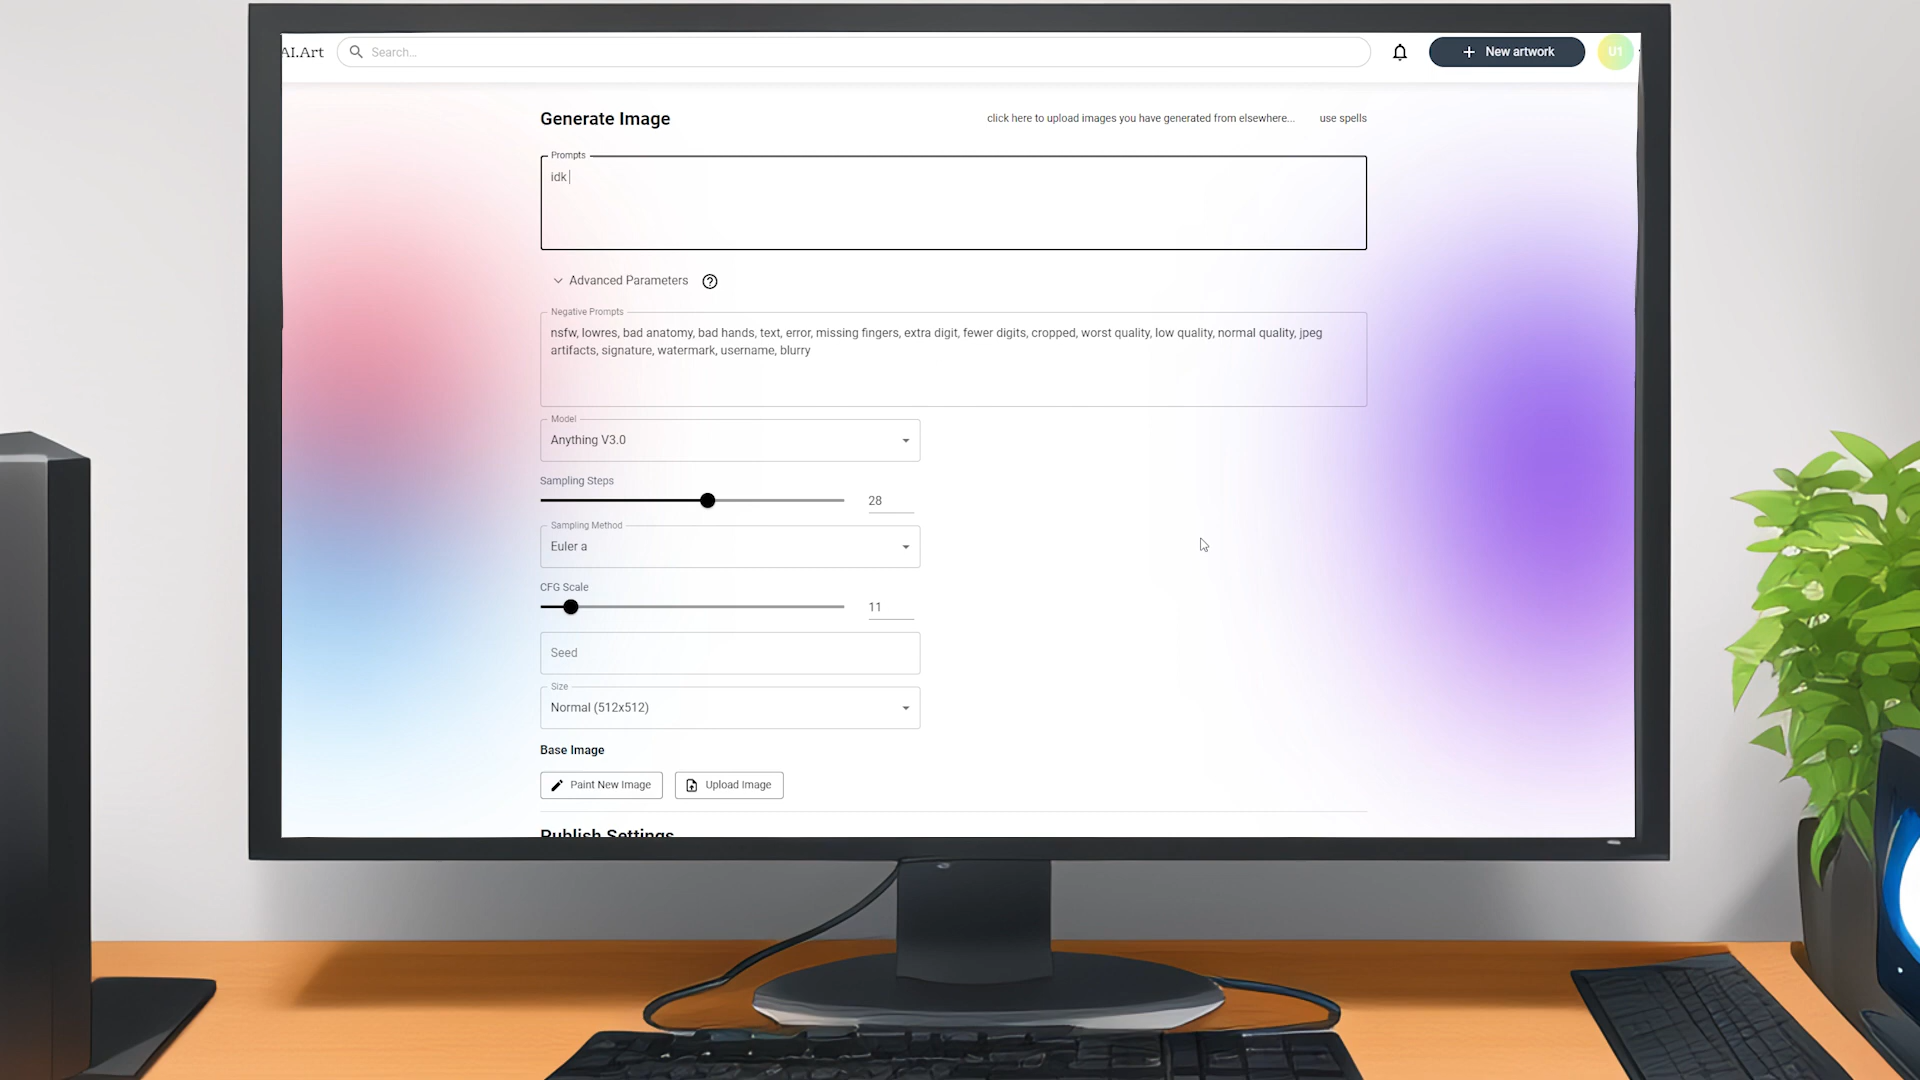 AI.Art
Search...
New artwork
U1
Generate Image
click here to upload images you have generated from elsewhere...
use spells
Prompts
idk
Advanced Parameters
Negative Prompts
nsfw, lowres, bad anatomy, bad hands, text, error, missing fingers, extra digit, fewer digits, cropped, worst quality, low quality, normal quality, jpeg
artifacts, signature, watermark, username, blurry
Model
Anything V3.0
Sampling Steps
28
Sampling Method
Euler a
CFG Scale
11
Seed
Size
Normal (512x512)
Base Image
Paint New Image
Upload Image
Publish Settings